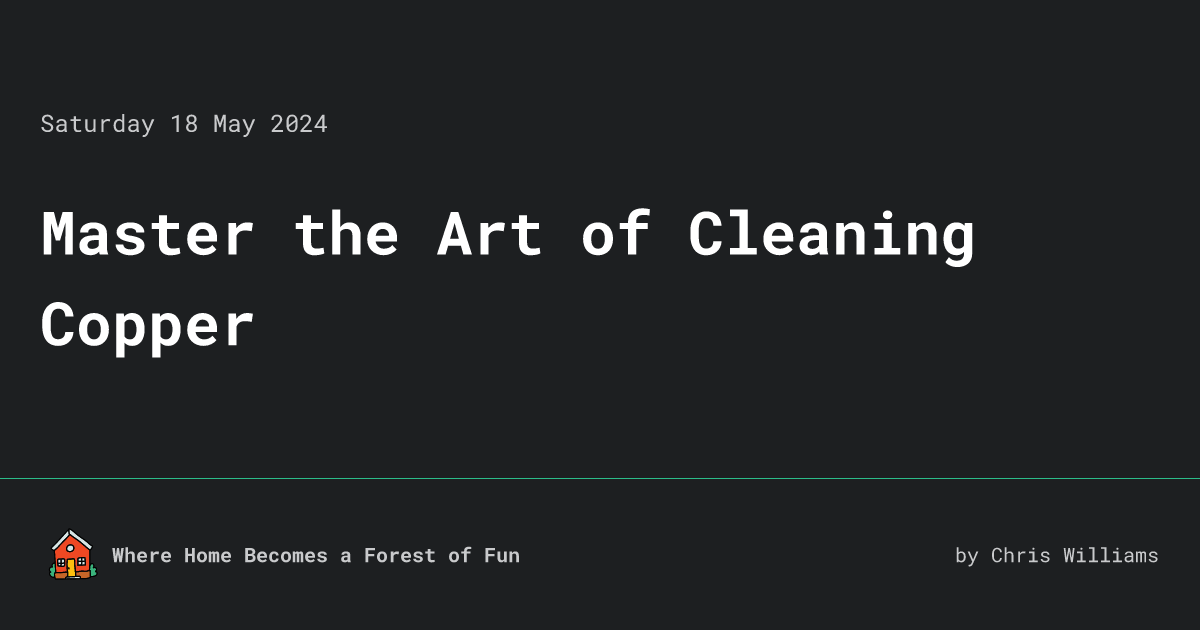 Saturday 18 May 2024
Master the Art of Cleaning
Copper
Where Home Becomes a Forest of Fun
by Chris Williams